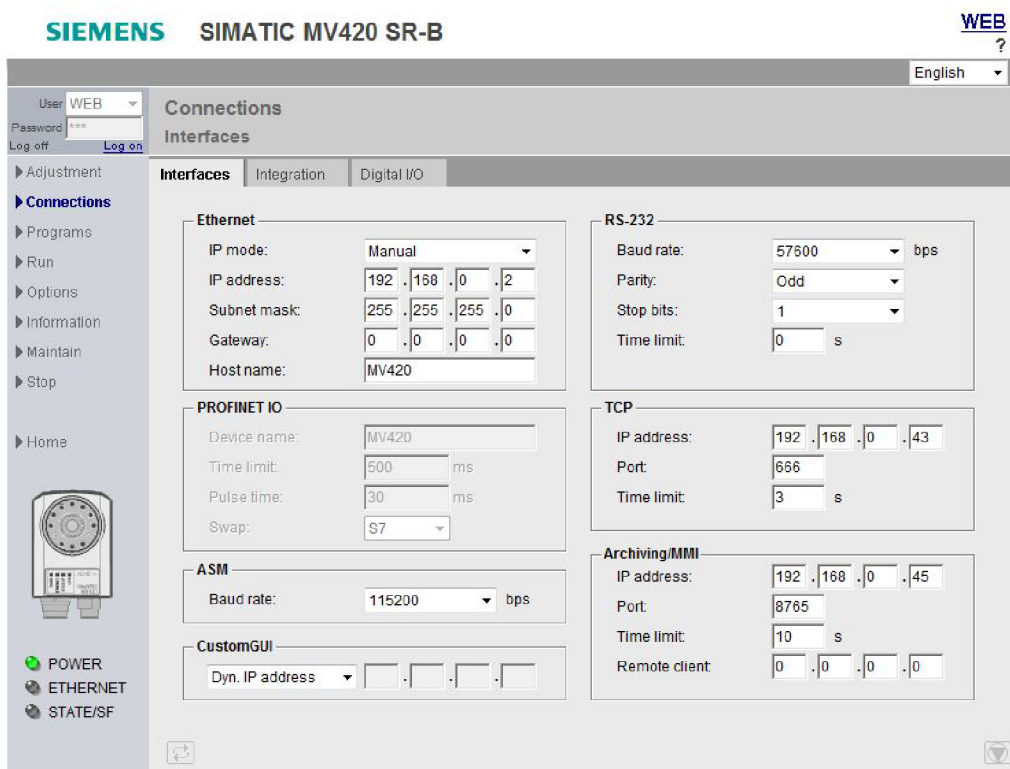 SIEMENS SIMATIC MV420 SR-B
WEB
?
English
User WEB
Password ***
Log off Log on
Connections
Interfaces
Adjustment
Connections
Programs
Run
Options
Information
Maintain
Stop
Home
POWER
ETHERNET
STATE/SF
Interfaces Integration Digital I/O
Ethernet
IP mode: Manual
IP address: 192 . 168 . 0 . 2
Subnet mask: 255 . 255 . 255 . 0
Gateway: 0 . 0 . 0 . 0
Host name: MV420
PROFINET IO
Device name: MV420
Time limit: 500 ms
Pulse time: 30 ms
Swap: S7
ASM
Baud rate: 115200 bps
CustomGUI
Dyn. IP address . . .
RS-232
Baud rate: 57600 bps
Parity: Odd
Stop bits: 1
Time limit: 0 s
TCP
IP address: 192 . 168 . 0 . 43
Port: 666
Time limit: 3 s
Archiving/MMI
IP address: 192 . 168 . 0 . 45
Port: 8765
Time limit: 10 s
Remote client: 0 . 0 . 0 . 0